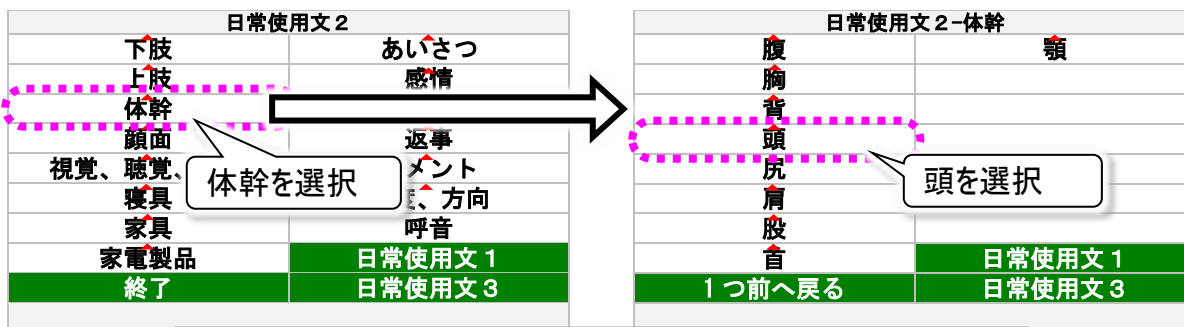 日常使用文２
下肢 あいさつ
上肢 感情
体幹
顔面 返事
視覚、聴覚、 メント
寝具 、方向
家具 呼音
家電製品 日常使用文１
終了 日常使用文３
体幹を選択
日常使用文２-体幹
腹 顎
胸
背
頭
尻
肩
股
首 日常使用文１
１つ前へ戻る 日常使用文３
頭を選択